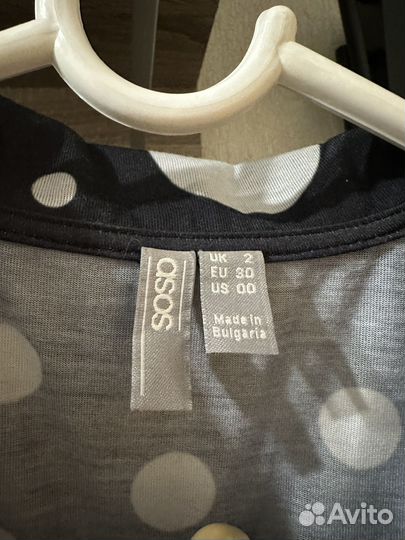 asos
UK 2
EU 30
US 00
Made in
Bulgaria
Avito